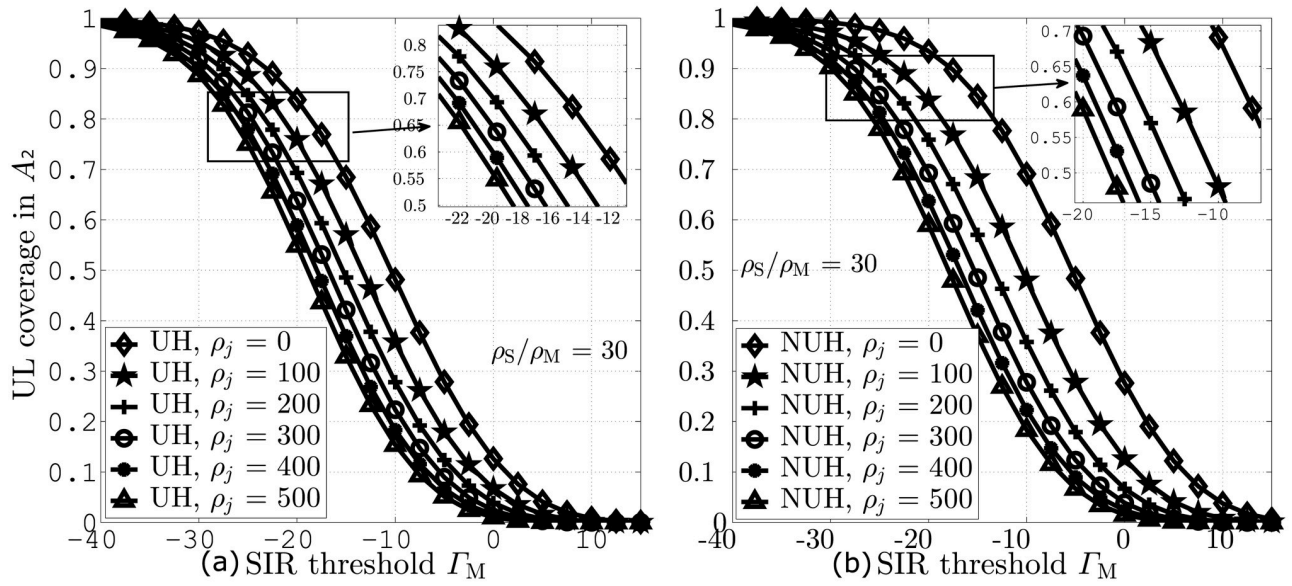 (a)
UL coverage in A₂
1
0.9
0.8
0.7
0.6
0.5
0.4
0.3
0.2
0.1
0
-40 -30 -20 -10 0 10
(a) SIR threshold Γ_M
0.8
0.75
0.7
0.65
0.6
0.55
0.5
-22 -20 -18 -16 -14 -12 -10
ρ_S/ρ_M = 30
UH, ρ_j = 0
UH, ρ_j = 100
UH, ρ_j = 200
UH, ρ_j = 300
UH, ρ_j = 400
UH, ρ_j = 500
(b)
1
0.9
0.8
0.7
0.6
0.5
0.4
0.3
0.2
0.1
0
-40 -30 -20 -10 0 10
(b) SIR threshold Γ_M
0.7
0.65
0.6
0.55
0.5
-20 -15 -10
ρ_S/ρ_M = 30
NUH, ρ_j = 0
NUH, ρ_j = 100
NUH, ρ_j = 200
NUH, ρ_j = 300
NUH, ρ_j = 400
NUH, ρ_j = 500